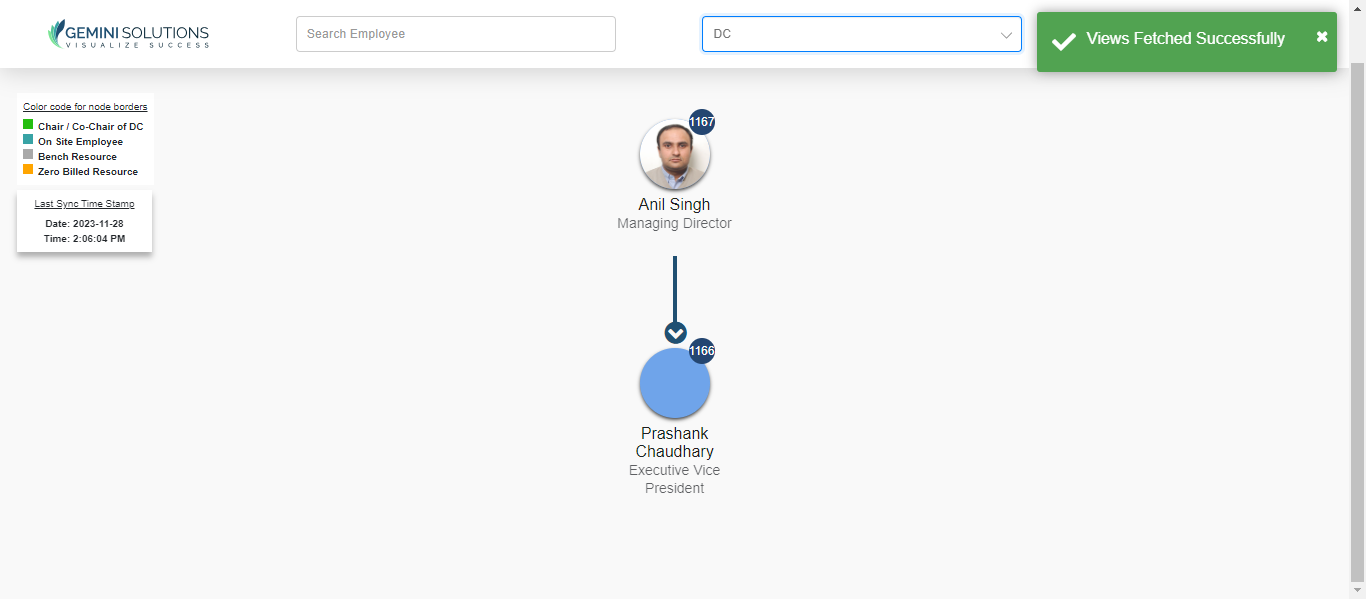 GEMINI SOLUTIONS
VISUALIZE SUCCESS
Search Employee
DC
Views Fetched Successfully
Color code for node borders
Chair / Co-Chair of DC
On Site Employee
Bench Resource
Zero Billed Resource
Last Sync Time Stamp
Date: 2023-11-28
Time: 2:06:04 PM
1167
Anil Singh
Managing Director
1166
Prashank
Chaudhary
Executive Vice
President